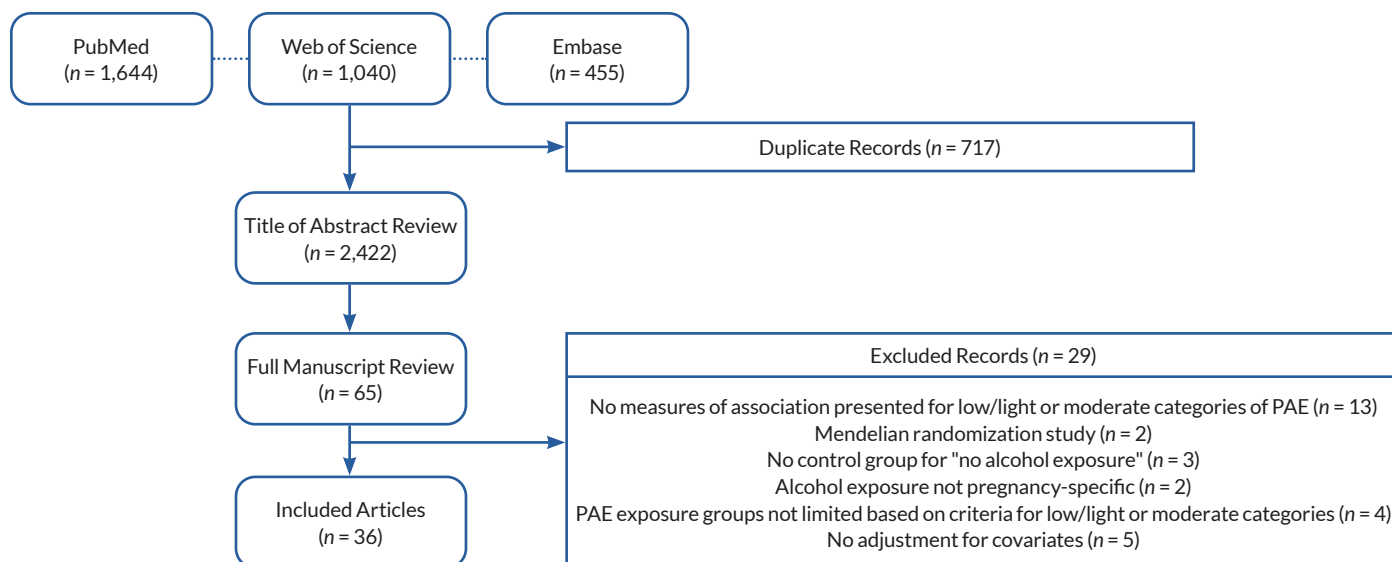 PubMed
(n = 1,644)
Web of Science
(n = 1,040)
Embase
(n = 455)
Duplicate Records (n = 717)
Title of Abstract Review
(n = 2,422)
Full Manuscript Review
(n = 65)
Excluded Records (n = 29)
No measures of association presented for low/light or moderate categories of PAE (n = 13)
Mendelian randomization study (n = 2)
No control group for "no alcohol exposure" (n = 3)
Alcohol exposure not pregnancy-specific (n = 2)
PAE exposure groups not limited based on criteria for low/light or moderate categories (n = 4)
No adjustment for covariates (n = 5)
Included Articles
(n = 36)